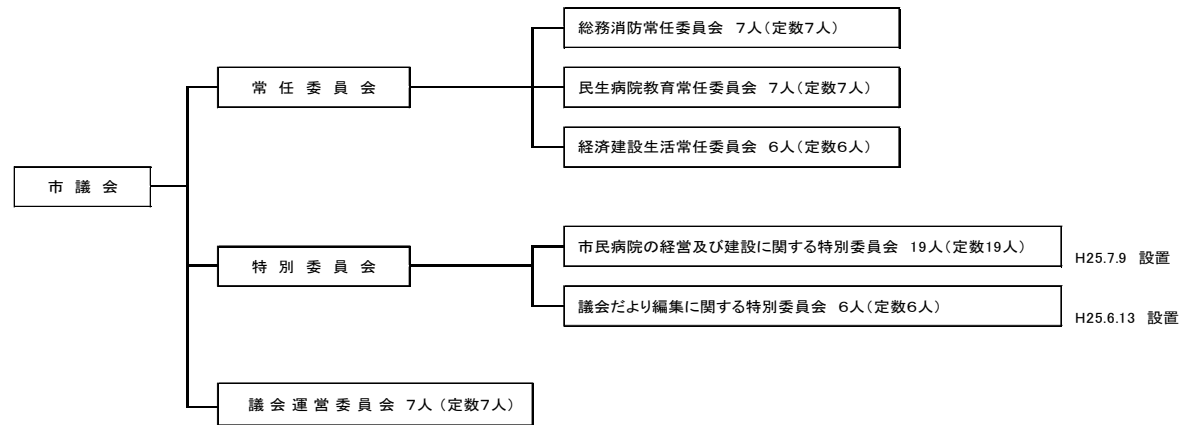 総務消防常任委員会 7人(定数7人)
常 任 委 員 会
民生病院教育常任委員会 7人(定数7人)
経済建設生活常任委員会 6人(定数6人)
市 議 会
市民病院の経営及び建設に関する特別委員会 19人(定数19人)
H25.7.9 設置
特 別 委 員 会
議会だより編集に関する特別委員会 6人(定数6人)
H25.6.13 設置
議 会 運 営 委 員 会 7人 (定数7人)